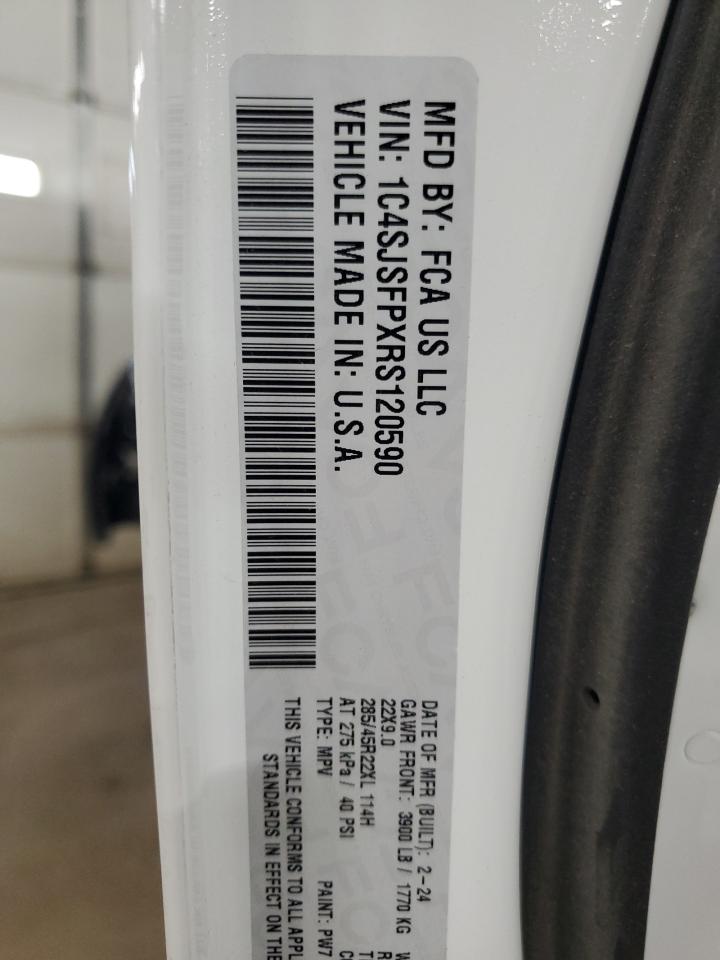 MFD BY: FCA US LLC
VIN: 1C4SJSFPXRS120590
VEHICLE MADE IN: U.S.A.
DATE OF MFR (BUILT): 2-24
GAWR FRONT: 3900 LB / 1770 KG
22X9.0
285/45R22XL 114H
AT 275 kPa / 40 PSI
TYPE: MPV PAINT: PW7
THIS VEHICLE CONFORMS TO ALL APPL
STANDARDS IN EFFECT ON THE